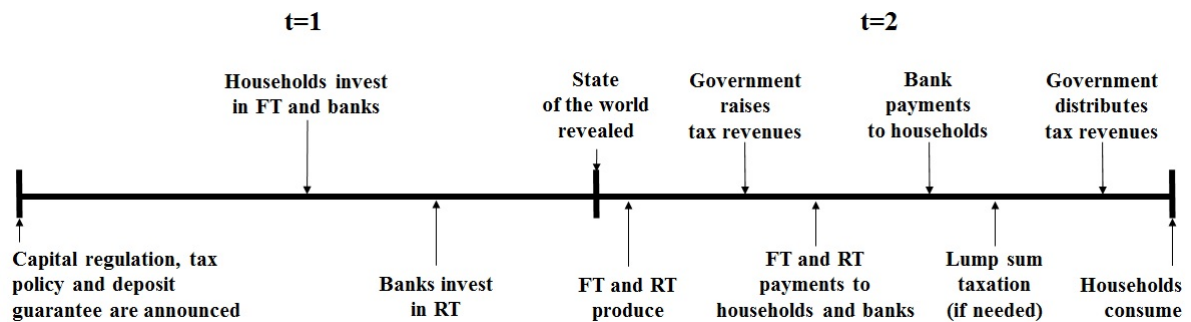 t=1
t=2
Households invest
in FT and banks
State
of the world
revealed
Government
raises
tax revenues
Bank
payments
to households
Government
distributes
tax revenues
Capital regulation, tax
policy and deposit
guarantee are announced
Banks invest
in RT
FT and RT
produce
FT and RT
payments to
households and banks
Lump sum
taxation
(if needed)
Households
consume